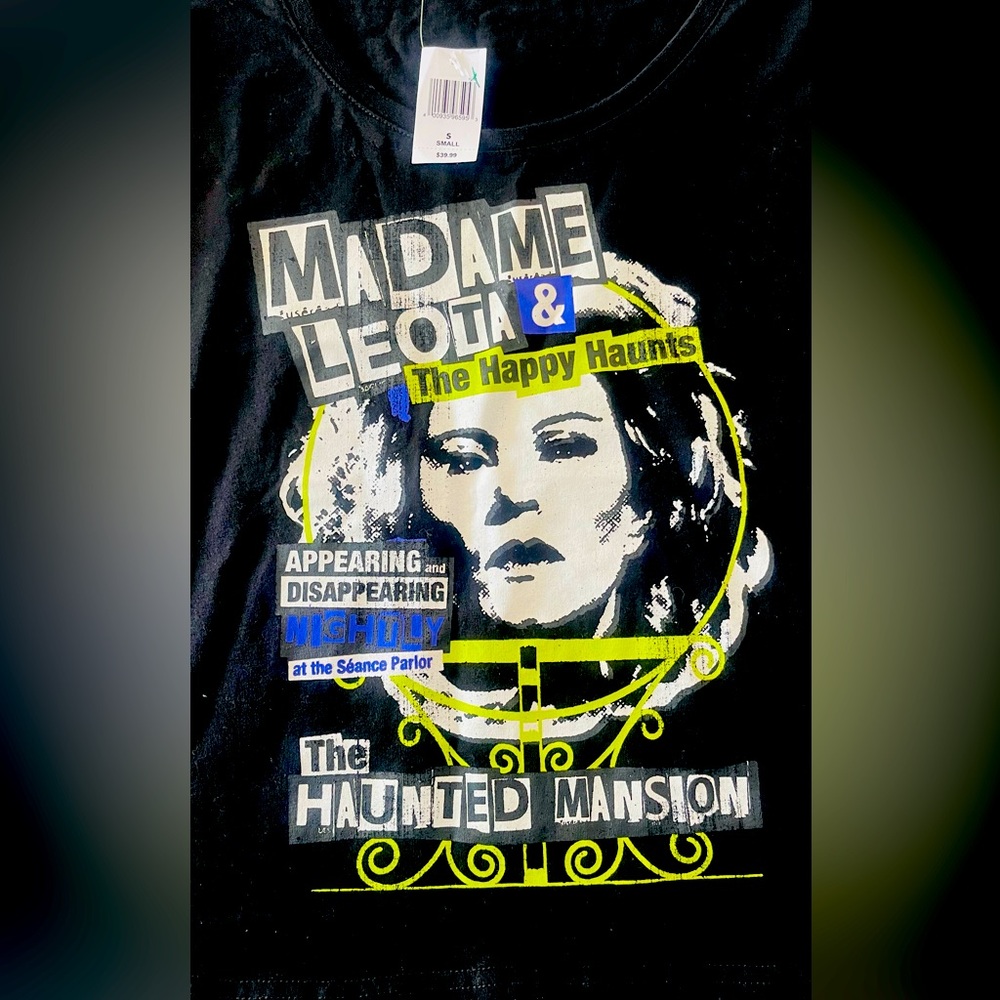 S
SMALL
$39.99
MADAME
LEOTA &
The Happy Haunts
APPEARING and
DISAPPEARING
NIGHTLY
at the Séance Parlor
The
HAUNTED MANSION